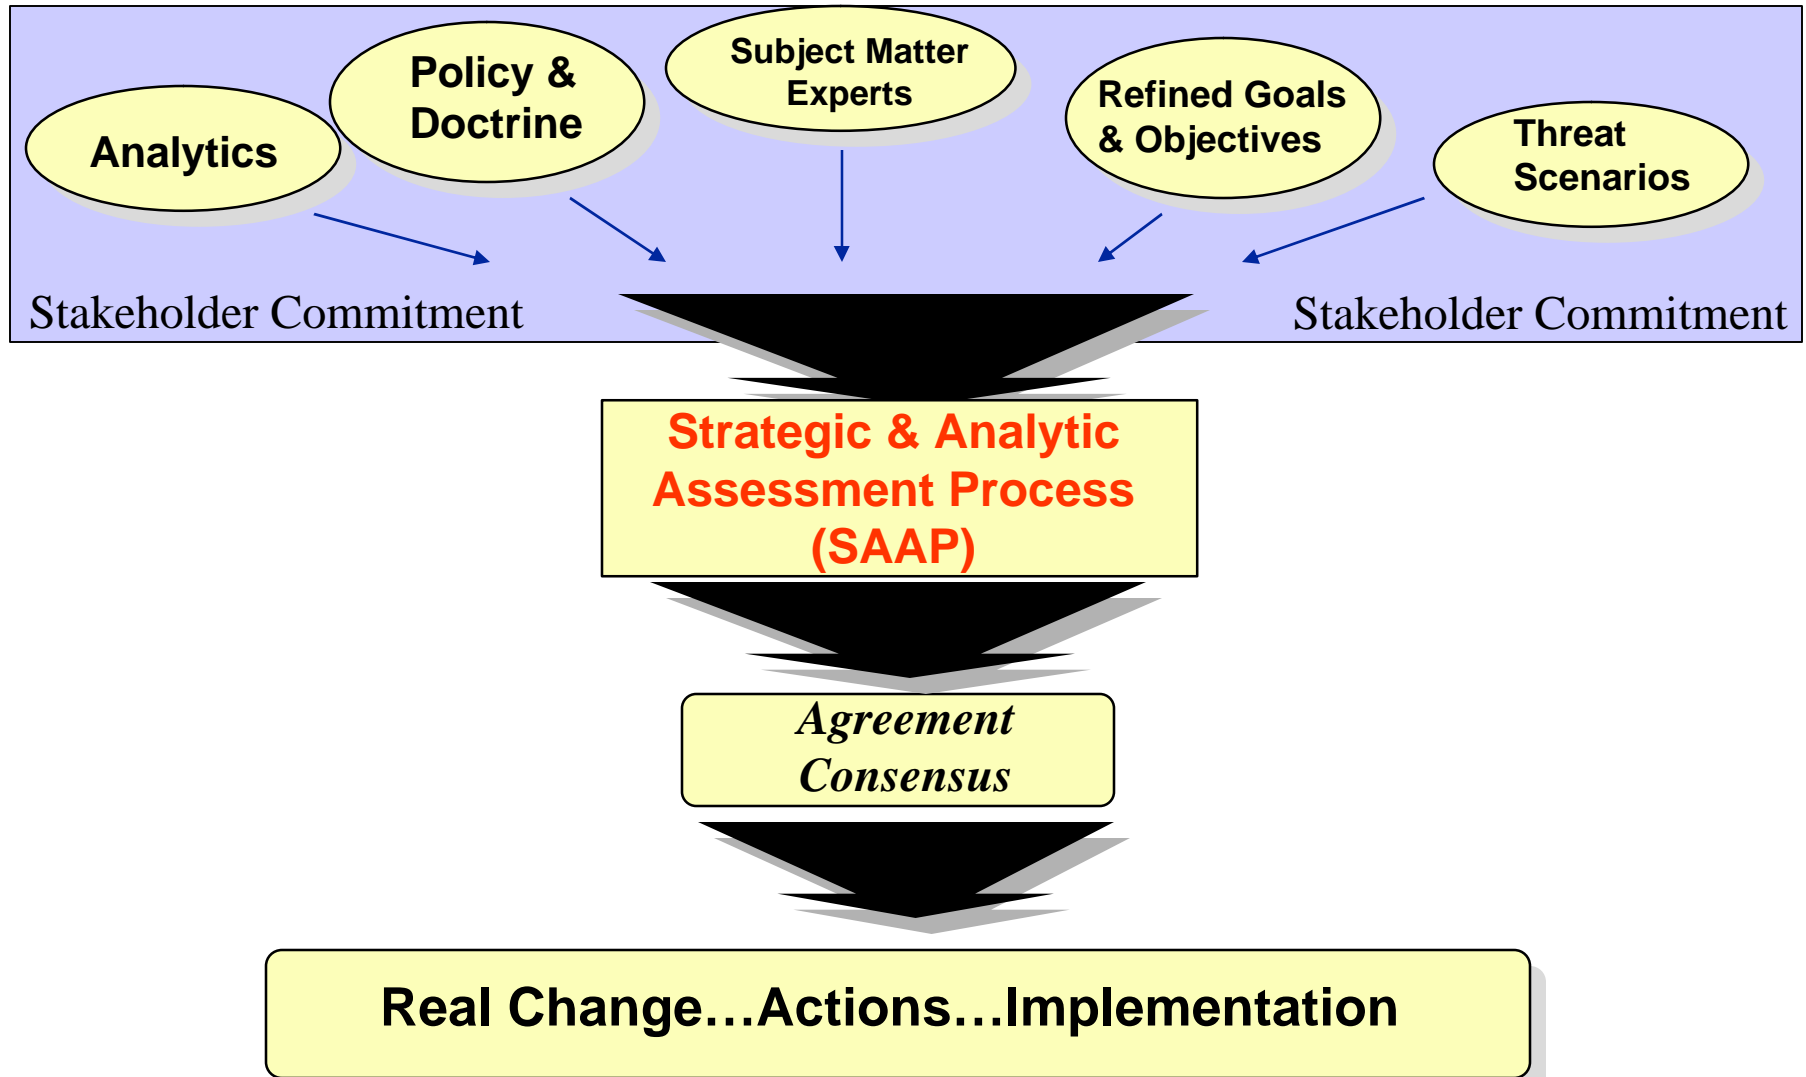 Analytics
Policy &
Doctrine
Subject Matter
Experts
Refined Goals
& Objectives
Threat
Scenarios
Stakeholder Commitment
Stakeholder Commitment
Strategic & Analytic
Assessment Process
(SAAP)
Agreement
Consensus
Real Change…Actions…Implementation